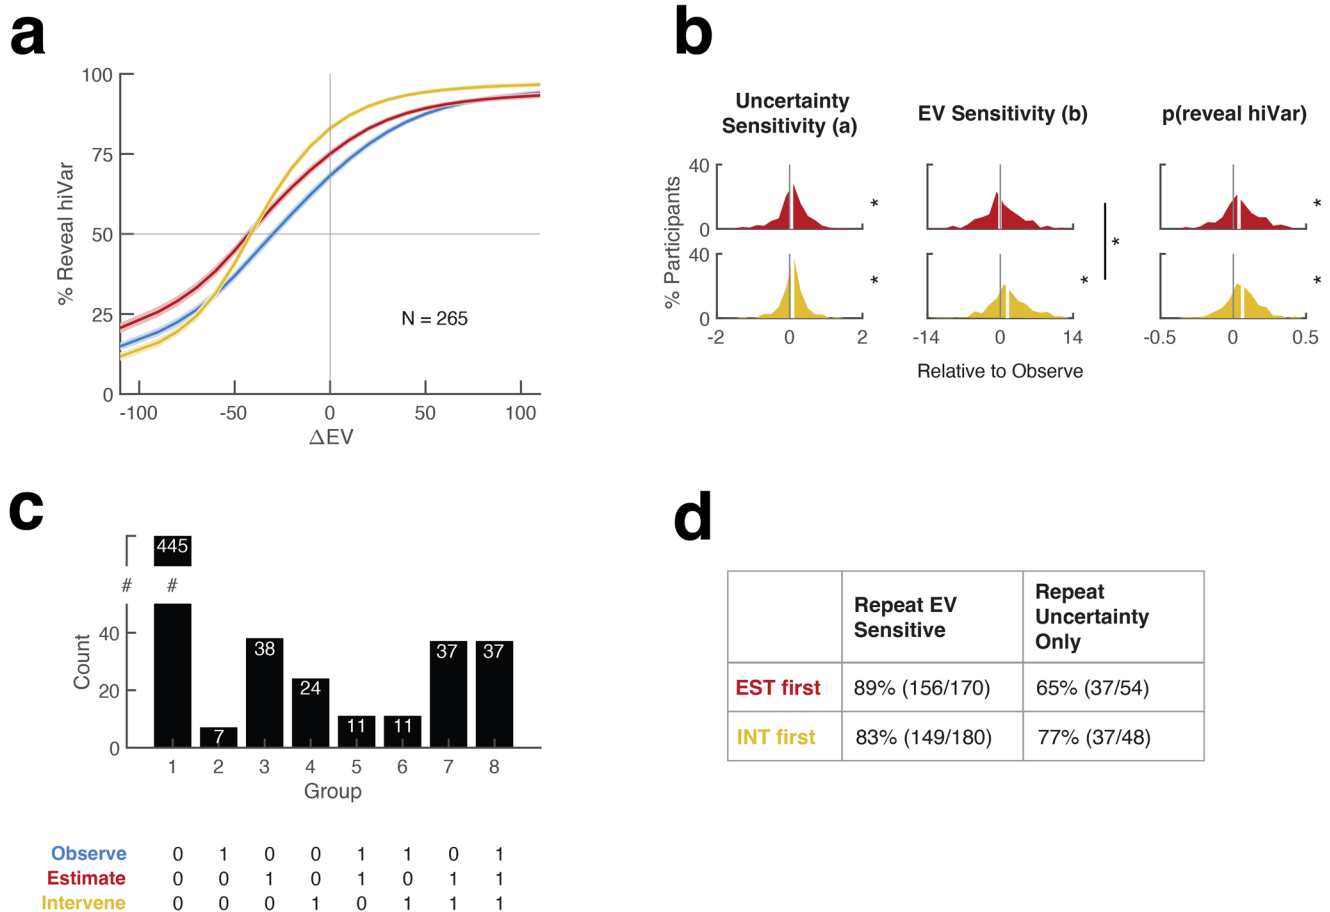 a
100
75
50
25
0
% Reveal hiVar
N = 265
-100
-50
0
50
100
ΔEV
b
Uncertainty
Sensitivity (a)
EV Sensitivity (b)
p(reveal hiVar)
% Participants
40
0
*
*
*
40
0
*
*
*
-2
0
2
-14
0
14
-0.5
0
0.5
Relative to Observe
c
445
# #
Count
40
20
0
7
38
24
11
11
37
37
1 2 3 4 5 6 7 8
Group
Observe 0 1 0 0 1 1 0 1
Estimate 0 0 1 0 1 0 1 1
Intervene 0 0 0 1 0 1 1 1
d
Repeat EV
Sensitive
Repeat
Uncertainty
Only
EST first 89% (156/170) 65% (37/54)
INT first 83% (149/180) 77% (37/48)